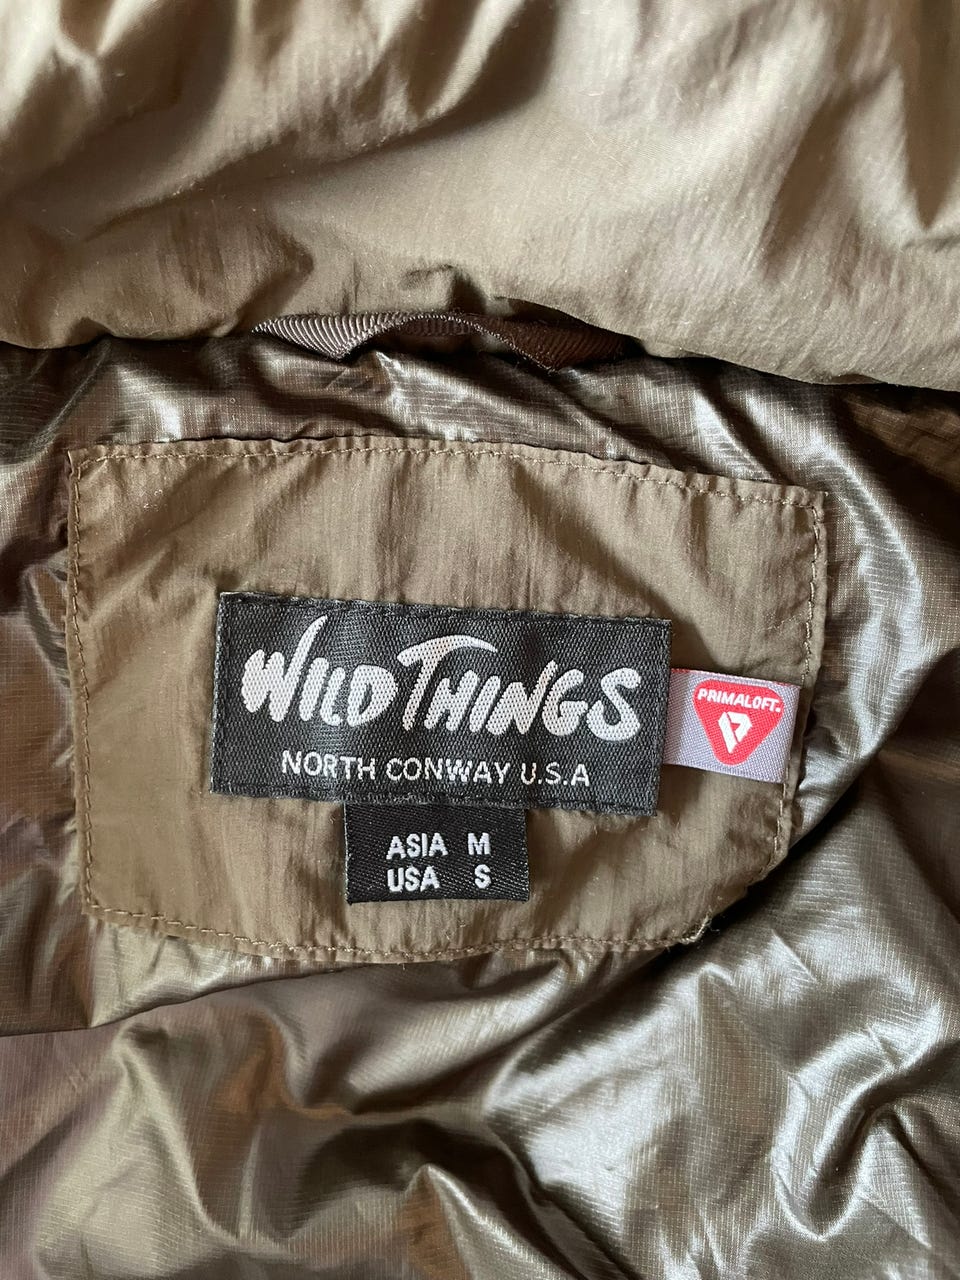 WILD THINGS
NORTH CONWAY U.S.A
PRIMALOFT.
ASIA M
USA S